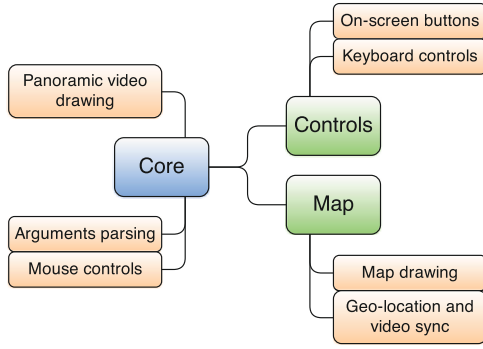 On-screen buttons
Keyboard controls
Panoramic video
drawing
Controls
Core
Map
Arguments parsing
Mouse controls
Map drawing
Geo-location and
video sync